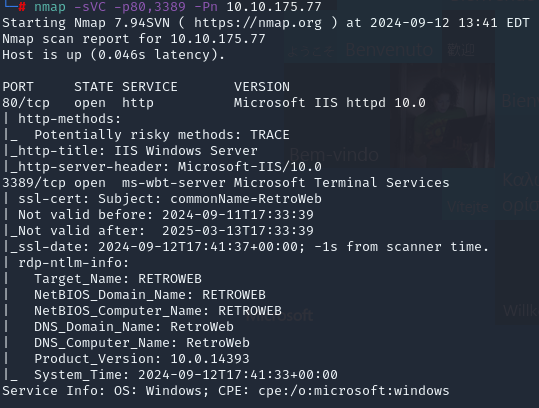 └─# nmap -sVC -p80,3389 -Pn 10.10.175.77
Starting Nmap 7.94SVN ( https://nmap.org ) at 2024-09-12 13:41 EDT
Nmap scan report for 10.10.175.77
Host is up (0.046s latency).
PORT     STATE SERVICE       VERSION
80/tcp   open  http          Microsoft IIS httpd 10.0
| http-methods:
|_  Potentially risky methods: TRACE
|_http-title: IIS Windows Server
|_http-server-header: Microsoft-IIS/10.0
3389/tcp open  ms-wbt-server Microsoft Terminal Services
| ssl-cert: Subject: commonName=RetroWeb
| Not valid before: 2024-09-11T17:33:39
|_Not valid after:  2025-03-13T17:33:39
|_ssl-date: 2024-09-12T17:41:37+00:00; -1s from scanner time.
| rdp-ntlm-info:
|   Target_Name: RETROWEB
|   NetBIOS_Domain_Name: RETROWEB
|   NetBIOS_Computer_Name: RETROWEB
|   DNS_Domain_Name: RetroWeb
|   DNS_Computer_Name: RetroWeb
|   Product_Version: 10.0.14393
|_  System_Time: 2024-09-12T17:41:33+00:00
Service Info: OS: Windows; CPE: cpe:/o:microsoft:windows
Benvenuto
Bem-vindo